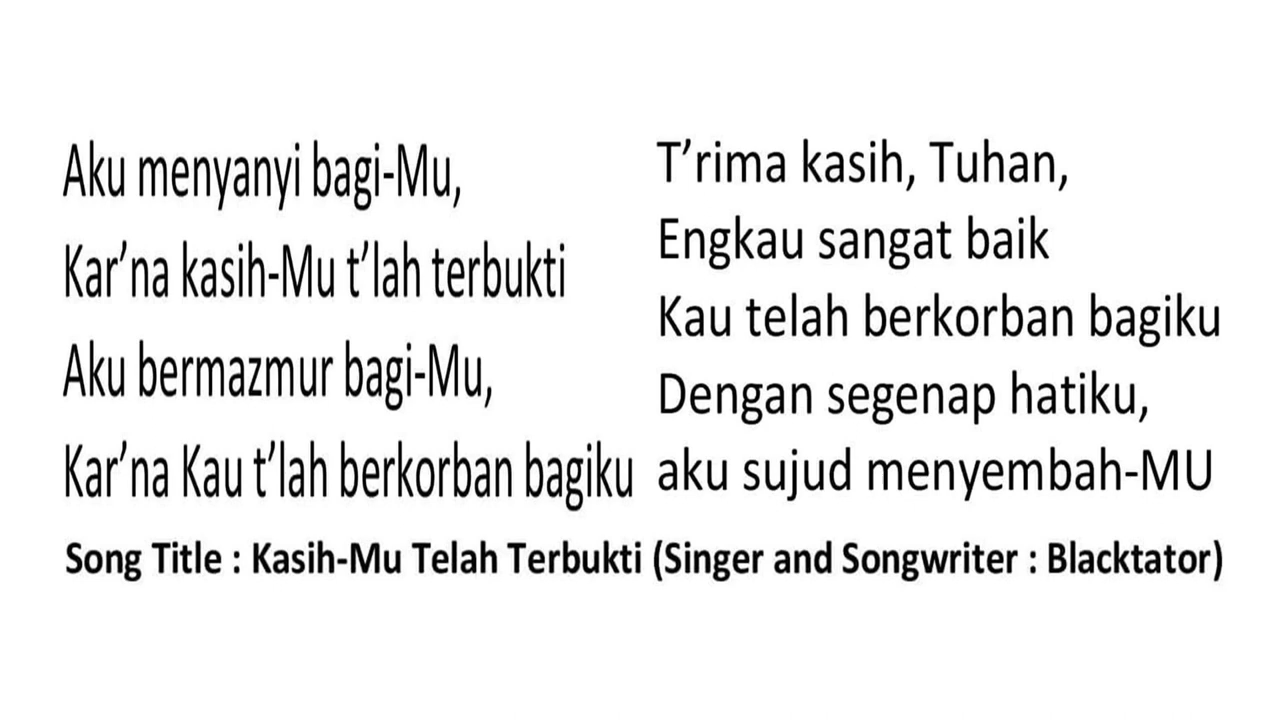 Aku menyanyi bagi-Mu,
Kar’na kasih-Mu t’lah terbukti
Aku bermazmur bagi-Mu,
Kar’na Kau t’lah berkorban bagiku
T’rima kasih, Tuhan,
Engkau sangat baik
Kau telah berkorban bagiku
Dengan segenap hatiku,
aku sujud menyembah-MU
Song Title : Kasih-Mu Telah Terbukti (Singer and Songwriter : Blacktator)